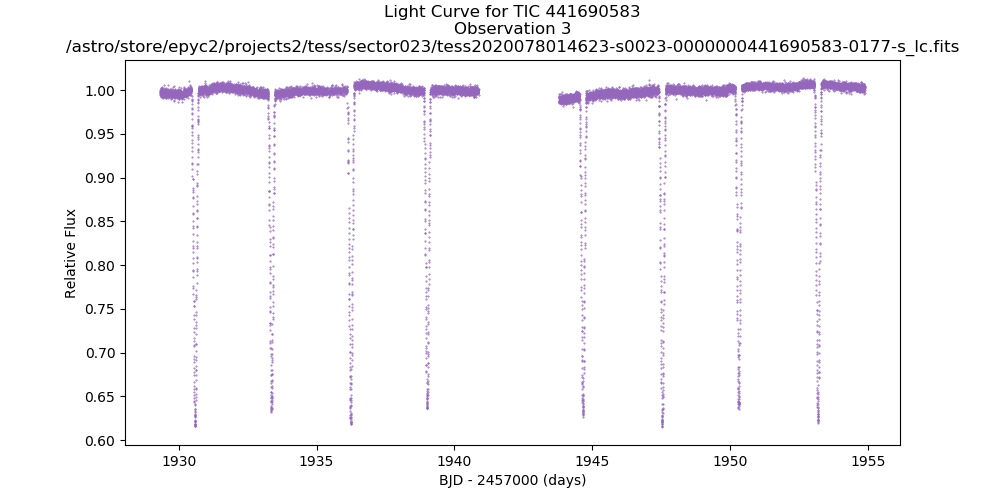 Light Curve for TIC 441690583
Observation 3
/astro/store/epyc2/projects2/tess/sector023/tess2020078014623-s0023-0000000441690583-0177-s_lc.fits
1.00
0.95
0.90
0.85
0.80
0.75
0.70
0.65
0.60
Relative Flux
1930 1935 1940 1945 1950 1955
BJD - 2457000 (days)